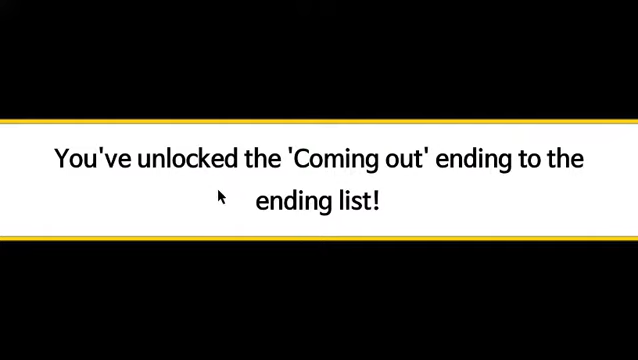 You've unlocked the 'Coming out' ending to the
ending list!